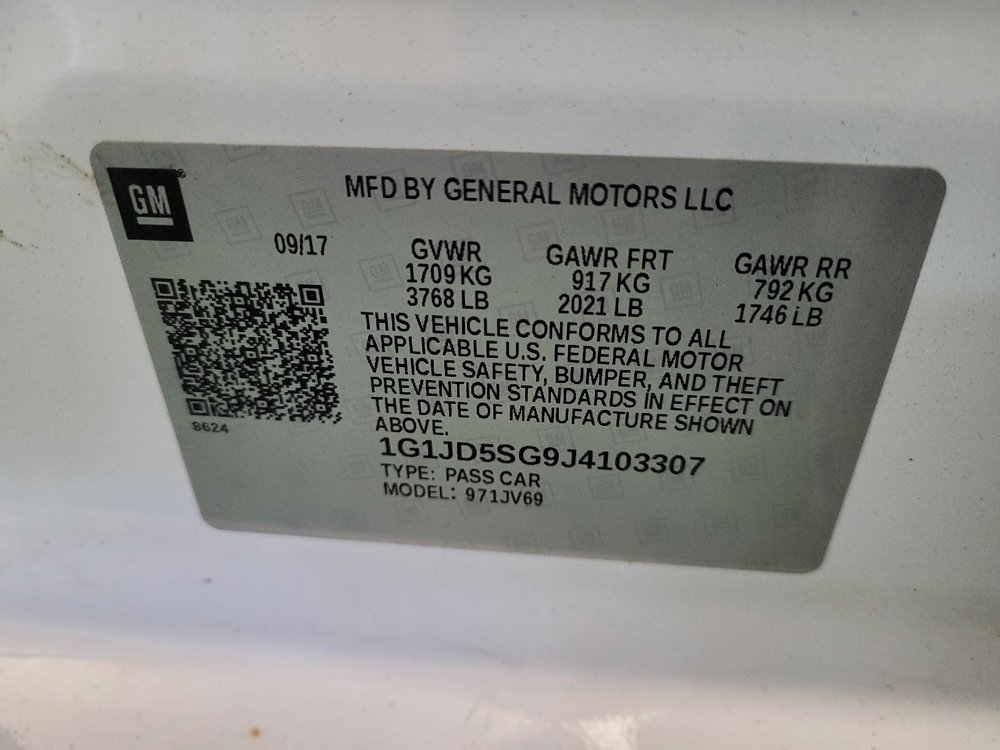 GM
MFD BY GENERAL MOTORS LLC
09/17
GVWR
1709 KG
3768 LB
GAWR FRT
917 KG
2021 LB
GAWR RR
792 KG
1746 LB
THIS VEHICLE CONFORMS TO ALL
APPLICABLE U.S. FEDERAL MOTOR
VEHICLE SAFETY, BUMPER, AND THEFT
PREVENTION STANDARDS IN EFFECT ON
THE DATE OF MANUFACTURE SHOWN
ABOVE.
8624
1G1JD5SG9J4103307
TYPE: PASS CAR
MODEL: 971JV69